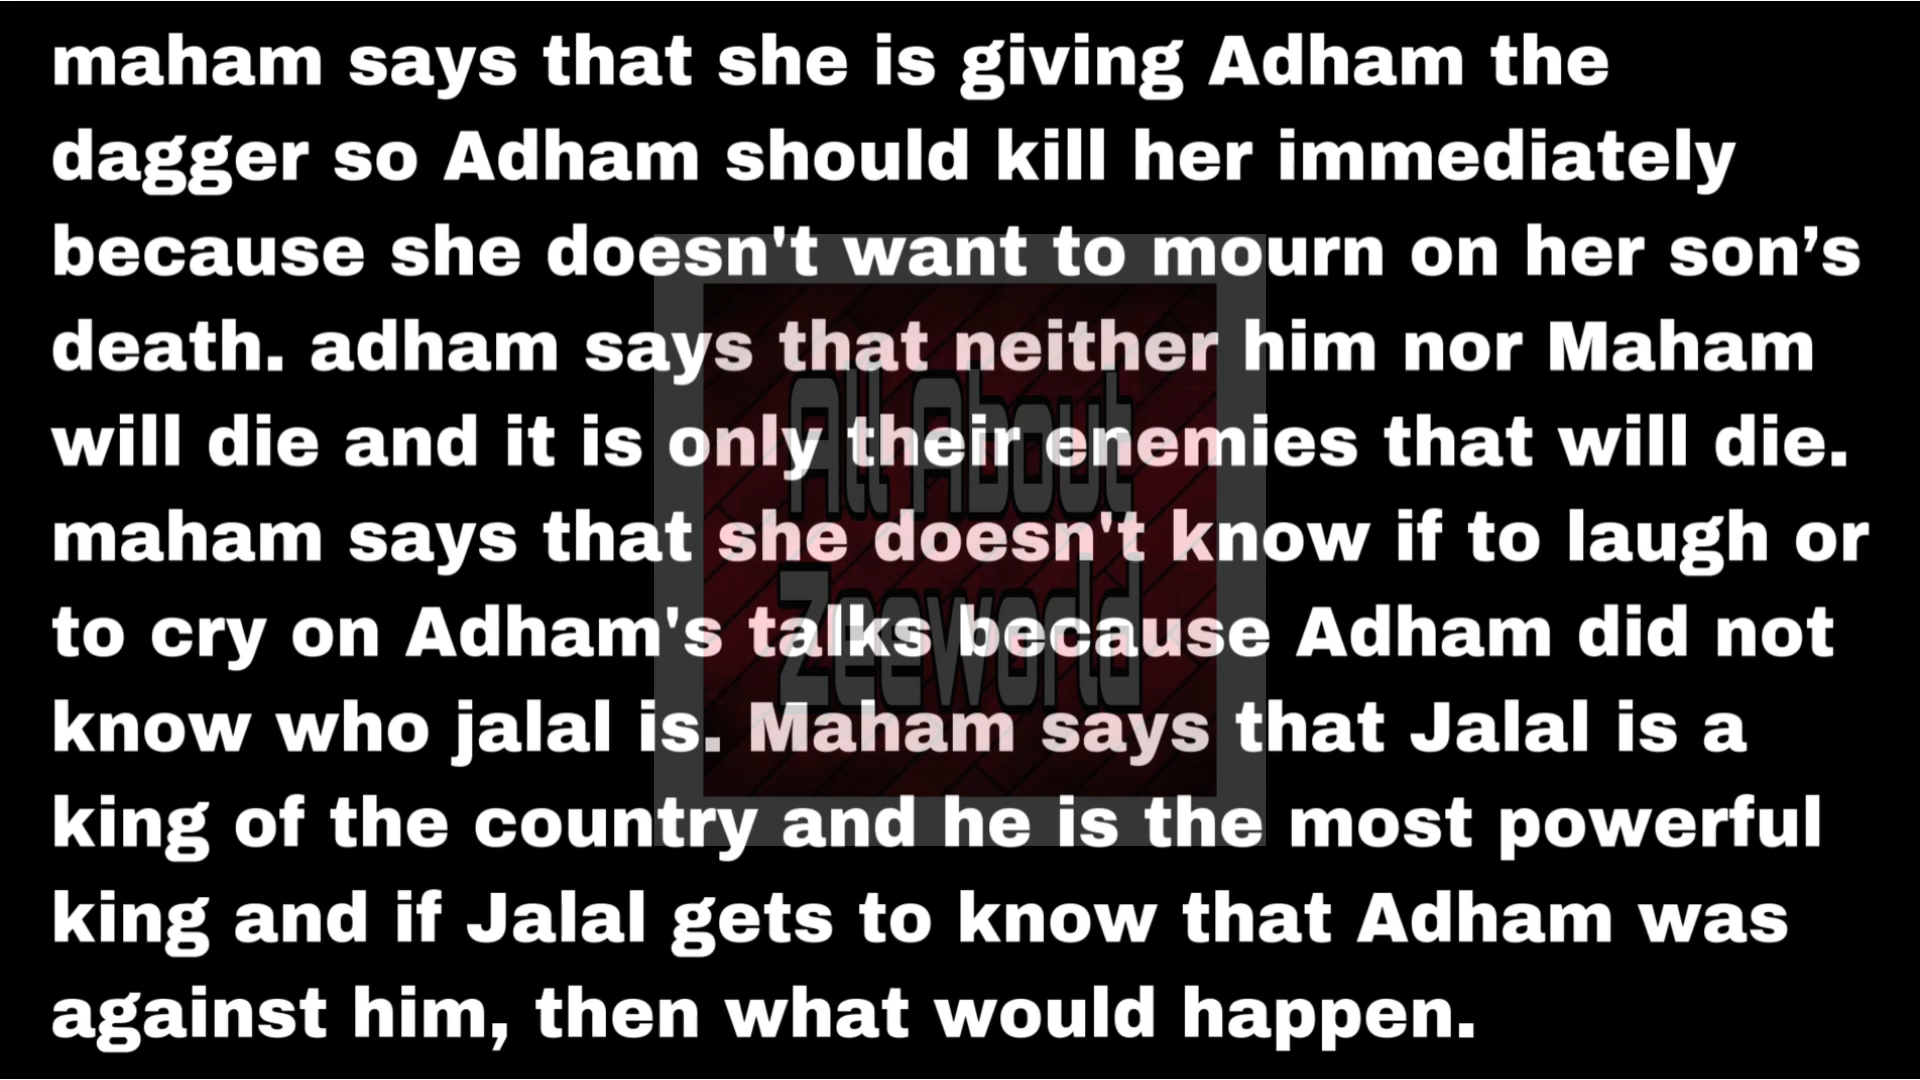 maham says that she is giving Adham the
dagger so Adham should kill her immediately
because she doesn't want to mourn on her son’s
death. adham says that neither him nor Maham
will die and it is only their enemies that will die.
maham says that she doesn't know if to laugh or
to cry on Adham's talks because Adham did not
know who jalal is. Maham says that Jalal is a
king of the country and he is the most powerful
king and if Jalal gets to know that Adham was
against him, then what would happen.
All About
Zeeworld